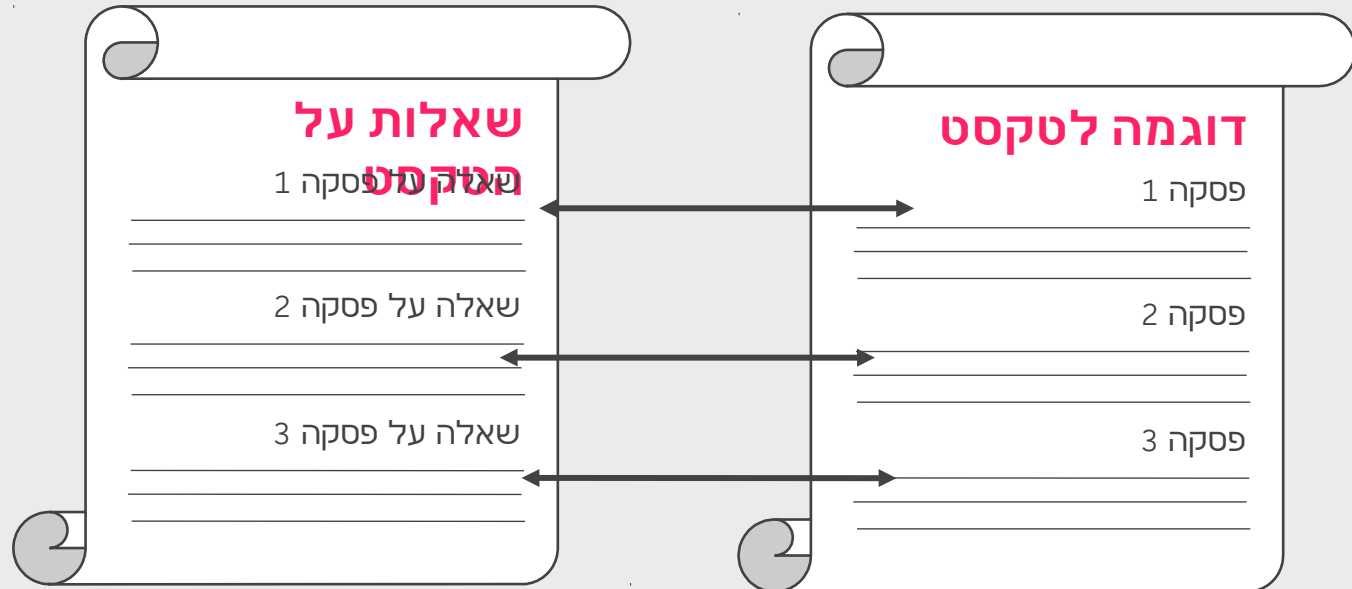 דוגמה לטקסט
פסקה 1
פסקה 2
פסקה 3
שאלות על
הטקסט
שאלה על פסקה 1
שאלה על פסקה 2
שאלה על פסקה 3